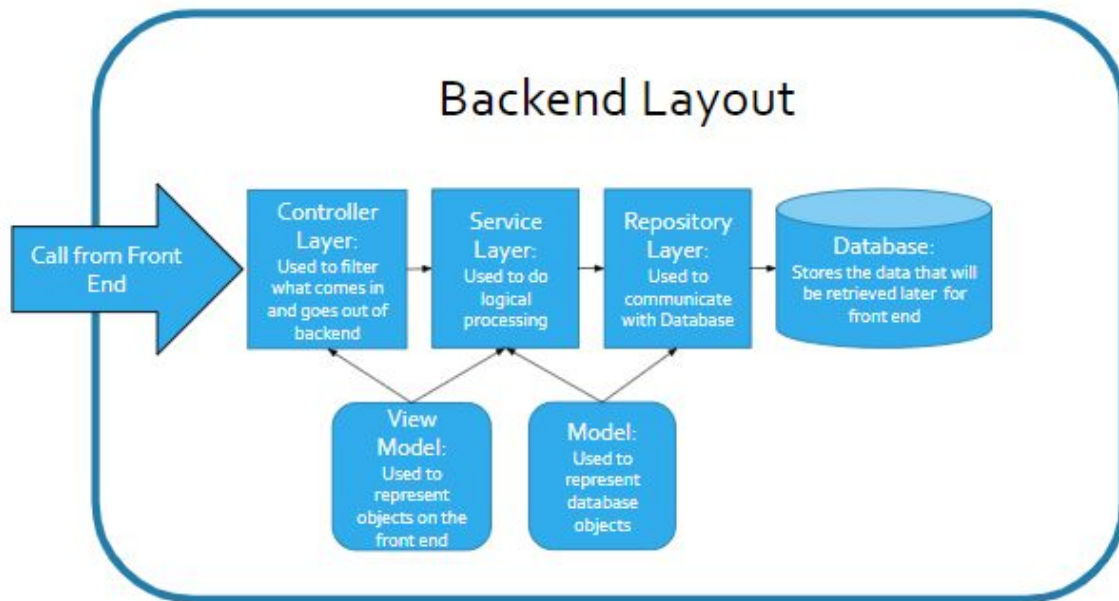 Backend Layout
Call from Front
End
Controller
Layer:
Used to filter
what comes in
and goes out of
backend
Service
Layer:
Used to do
logical
processing
Repository
Layer:
Used to
communicate
with Database
Database:
Stores the data that will
be retrieved later for
front end
View
Model:
Used to
represent
objects on the
front end
Model:
Used to
represent
database
objects